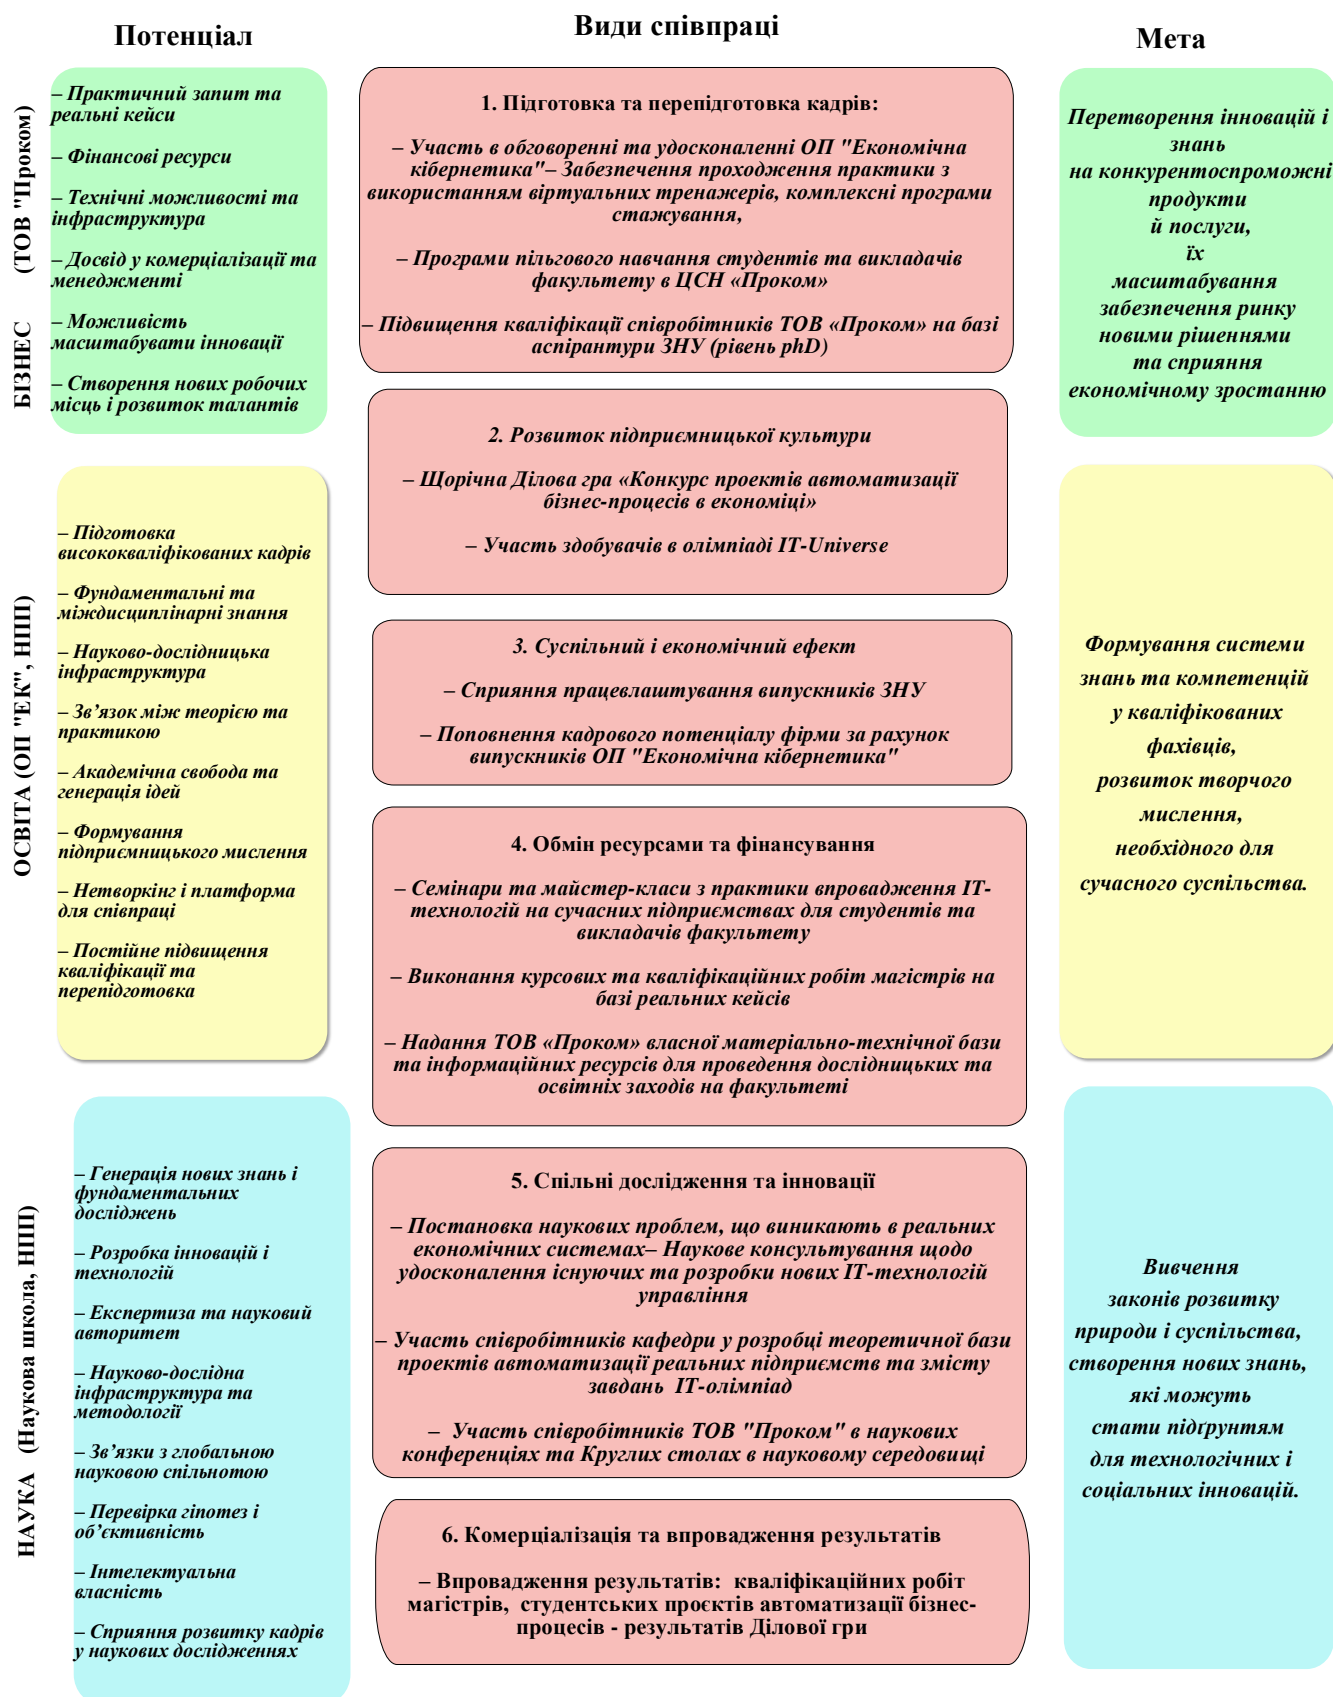 Потенціал
Види співпраці
Мета
БІЗНЕС (ТОВ "Проком)
– Практичний запит та
реальні кейси
– Фінансові ресурси
– Технічні можливості та
інфраструктура
– Досвід у комерціалізації та
менеджменті
– Можливість
масштабувати інновації
– Створення нових робочих
місць і розвиток талантів
ОСВІТА (ОП "ЕК", НПП)
– Підготовка
висококваліфікованих кадрів
– Фундаментальні та
міждисциплінарні знання
– Науково-дослідницька
інфраструктура
– Зв’язок між теорією та
практикою
– Академічна свобода та
генерація ідей
– Формування
підприємницького мислення
– Нетворкінг і платформа
для співпраці
– Постійне підвищення
кваліфікації та
перепідготовка
НАУКА (Наукова школа, НПП)
– Генерація нових знань і
фундаментальних
досліджень
– Розробка інновацій і
технологій
– Експертиза та науковий
авторитет
– Науково-дослідна
інфраструктура та
методології
– Зв’язки з глобальною
науковою спільнотою
– Перевірка гіпотез і
об’єктивність
– Інтелектуальна
власність
– Сприяння розвитку кадрів
у наукових дослідженнях
1. Підготовка та перепідготовка кадрів:
– Участь в обговоренні та удосконаленні ОП "Економічна
кібернетика"– Забезпечення проходження практики з
використанням віртуальних тренажерів, комплексні програми
стажування,
– Програми пільгового навчання студентів та викладачів
факультету в ЦСН «Проком»
– Підвищення кваліфікації співробітників ТОВ «Проком» на базі
аспірантури ЗНУ (рівень phD)
2. Розвиток підприємницької культури
– Щорічна Ділова гра «Конкурс проектів автоматизації
бізнес-процесів в економіці»
– Участь здобувачів в олімпіаді IT-Universe
3. Суспільний і економічний ефект
– Сприяння працевлаштування випускників ЗНУ
– Поповнення кадрового потенціалу фірми за рахунок
випускників ОП "Економічна кібернетика"
4. Обмін ресурсами та фінансування
– Семінари та майстер-класи з практики впровадження ІТ-
технологій на сучасних підприємствах для студентів та
викладачів факультету
– Виконання курсових та кваліфікаційних робіт магістрів на
базі реальних кейсів
– Надання ТОВ «Проком» власної матеріально-технічної бази
та інформаційних ресурсів для проведення дослідницьких та
освітніх заходів на факультеті
5. Спільні дослідження та інновації
– Постановка наукових проблем, що виникають в реальних
економічних системах– Наукове консультування щодо
удосконалення існуючих та розробки нових ІТ-технологій
управління
– Участь співробітників кафедри у розробці теоретичної бази
проектів автоматизації реальних підприємств та змісту
завдань ІТ-олімпіад
– Участь співробітників ТОВ "Проком" в наукових
конференціях та Круглих столах в науковому середовищі
6. Комерціалізація та впровадження результатів
– Впровадження результатів: кваліфікаційних робіт
магістрів, студентських проєктів автоматизації бізнес-
процесів - результатів Ділової гри
Перетворення інновацій і
знань
на конкурентоспроможні
продукти
й послуги,
їх
масштабування
забезпечення ринку
новими рішеннями
та сприяння
економічному зростанню
Формування системи
знань та компетенцій
у кваліфікованих
фахівців,
розвиток творчого
мислення,
необхідного для
сучасного суспільства.
Вивчення
законів розвитку
природи і суспільства,
створення нових знань,
які можуть
стати підґрунтям
для технологічних і
соціальних інновацій.